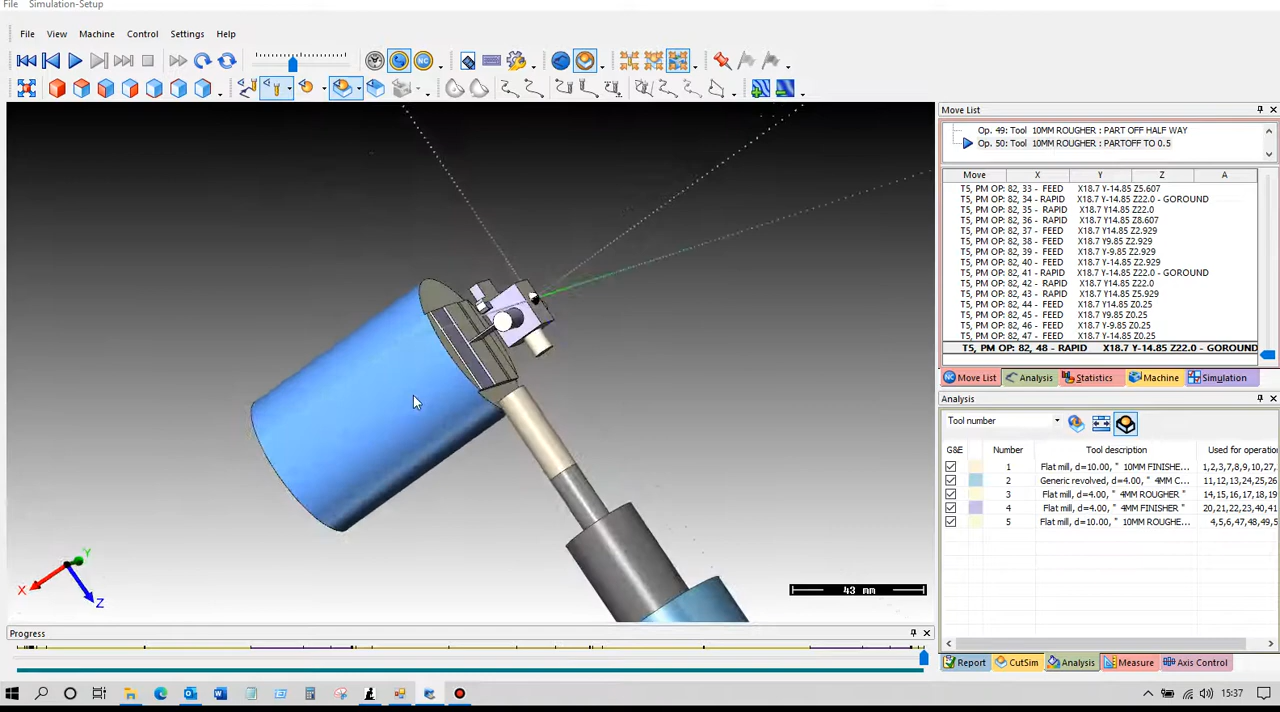 File Simulation-Setup
File View Machine Control Settings Help
Move List
Op. 49: Tool 10MM ROUGHER : PART OFF HALF WAY
Op. 50: Tool 10MM ROUGHER : PARTOFF TO 0.5
Move X Y Z A
T5, PM OP: 82, 33 - FEED X18.7 Y-14.85 Z5.607
T5, PM OP: 82, 34 - RAPID X18.7 Y-14.85 Z22.0 - GOROUND
T5, PM OP: 82, 35 - RAPID X18.7 Y14.85 Z22.0
T5, PM OP: 82, 36 - RAPID X18.7 Y14.85 Z8.607
T5, PM OP: 82, 37 - FEED X18.7 Y14.85 Z2.929
T5, PM OP: 82, 38 - FEED X18.7 Y9.85 Z2.929
T5, PM OP: 82, 39 - FEED X18.7 Y-9.85 Z2.929
T5, PM OP: 82, 40 - FEED X18.7 Y-14.85 Z2.929
T5, PM OP: 82, 41 - RAPID X18.7 Y-14.85 Z22.0 - GOROUND
T5, PM OP: 82, 42 - RAPID X18.7 Y14.85 Z22.0
T5, PM OP: 82, 43 - RAPID X18.7 Y14.85 Z5.929
T5, PM OP: 82, 44 - FEED X18.7 Y14.85 Z0.25
T5, PM OP: 82, 45 - FEED X18.7 Y9.85 Z0.25
T5, PM OP: 82, 46 - FEED X18.7 Y-9.85 Z0.25
T5, PM OP: 82, 47 - FEED X18.7 Y-14.85 Z0.25
T5, PM OP: 82, 48 - RAPID X18.7 Y-14.85 Z22.0 - GOROUND
Move List Analysis Statistics Machine Simulation
Analysis
Tool number
G&E Number Tool description Used for operatio
1 Flat mill, d=10.00, " 10MM FINISHE... 1,2,3,7,8,9,10,27,
2 Generic revolved, d=4.00, " 4MM C... 11,12,13,24,25,26
3 Flat mill, d=4.00, " 4MM ROUGHER " 14,15,16,17,18,19
4 Flat mill, d=4.00, " 4MM FINISHER " 20,21,22,23,40,41
5 Flat mill, d=10.00, " 10MM ROUGHE... 4,5,6,47,48,49,5
Y
X
Z
43 mm
Progress
Report CutSim Analysis Measure Axis Control
15:37